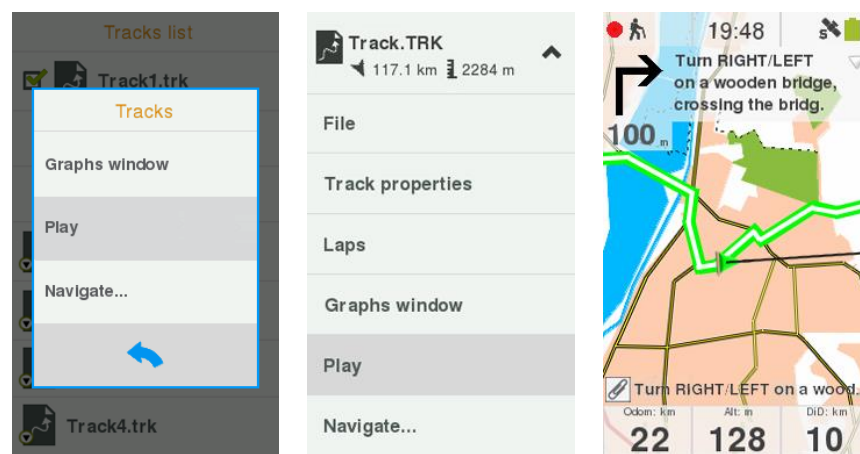 Tracks list
Track1.trk
Tracks
Graphs window
Play
Navigate...
Track4.trk
Track.TRK
117.1 km 2284 m
File
Track properties
Laps
Graphs window
Play
Navigate...
19:48
S
Turn RIGHT/LEFT
on a wooden bridge,
crossing the bridg.
100 m
Turn RIGHT/LEFT on a wood.
Odom: km Alt: m DiD: km
22 128 10